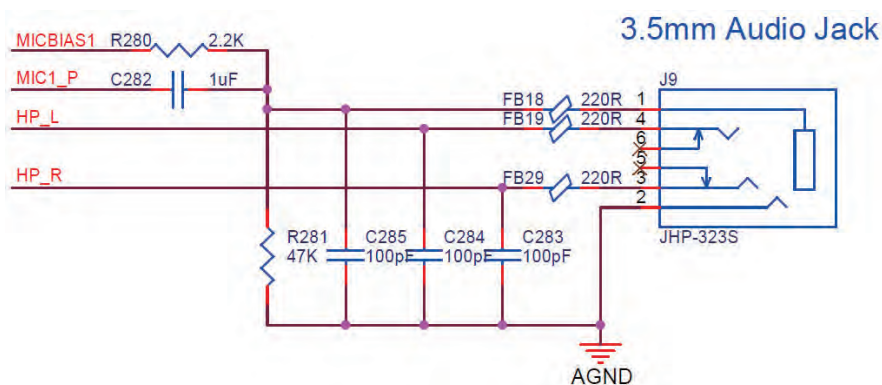 3.5mm Audio Jack
MICBIAS1 R280 2.2K
MIC1_P C282 1uF
J9
FB18 220R 1
HP_L FB19 220R 4
6
5
HP_R FB29 220R 3
2
JHP-323S
R281 C285 C284 C283
47K 100pF 100pF 100pF
AGND